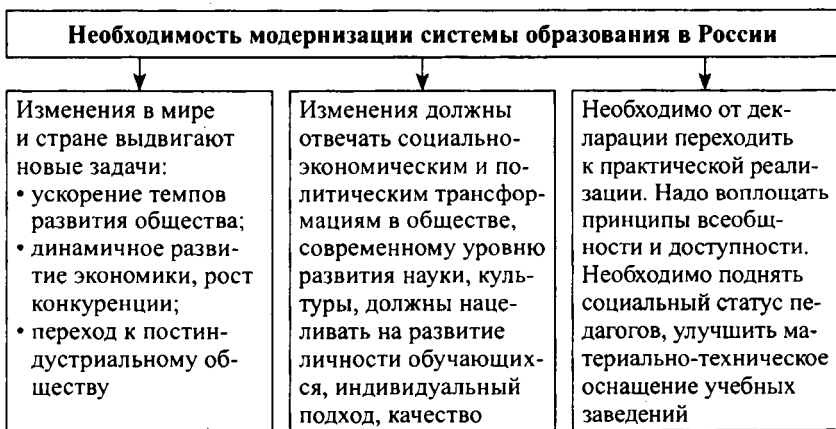 Необходимость модернизации системы образования в России
Изменения в мире
и стране выдвигают
новые задачи:
• ускорение темпов
развития общества;
• динамичное разви-
тие экономики, рост
конкуренции;
• переход к постин-
дустриальному об-
ществу
Изменения должны
отвечать социально-
экономическим и по-
литическим трансфор-
мациям в обществе,
современному уровню
развития науки, куль-
туры, должны наце-
ливать на развитие
личности обучающих-
ся, индивидуальный
подход, качество
Необходимо от дек-
ларации переходить
к практической реали-
зации. Надо воплощать
принципы всеобщ-
ности и доступности.
Необходимо поднять
социальный статус пе-
дагогов, улучшить ма-
териально-техническое
оснащение учебных
заведений